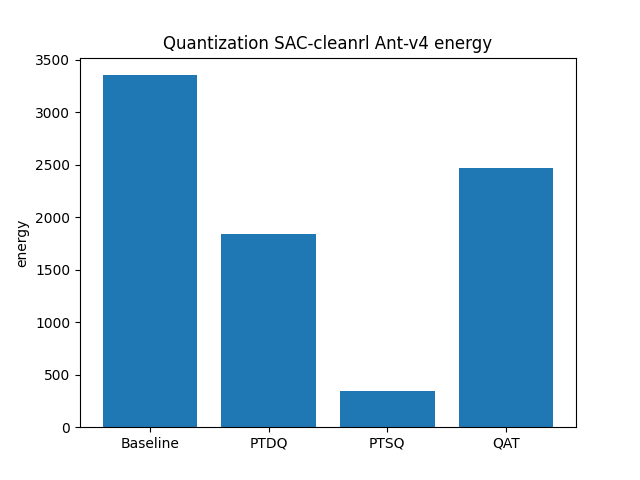 Quantization SAC-cleanrl Ant-v4 energy
3500
3000
2500
2000
1500
1000
500
0
energy
Baseline
PTDQ
PTSQ
QAT